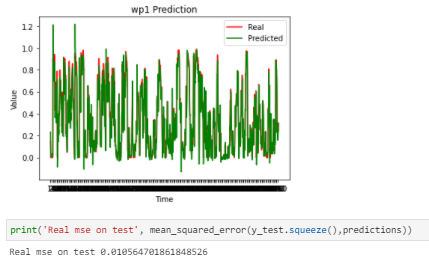 wp1 Prediction
Real
Predicted
1.2
1.0
0.8
0.6
0.4
0.2
0.0
Value
Time
print('Real mse on test', mean_squared_error(y_test.squeeze(),predictions))
Real mse on test 0.010564701861848526